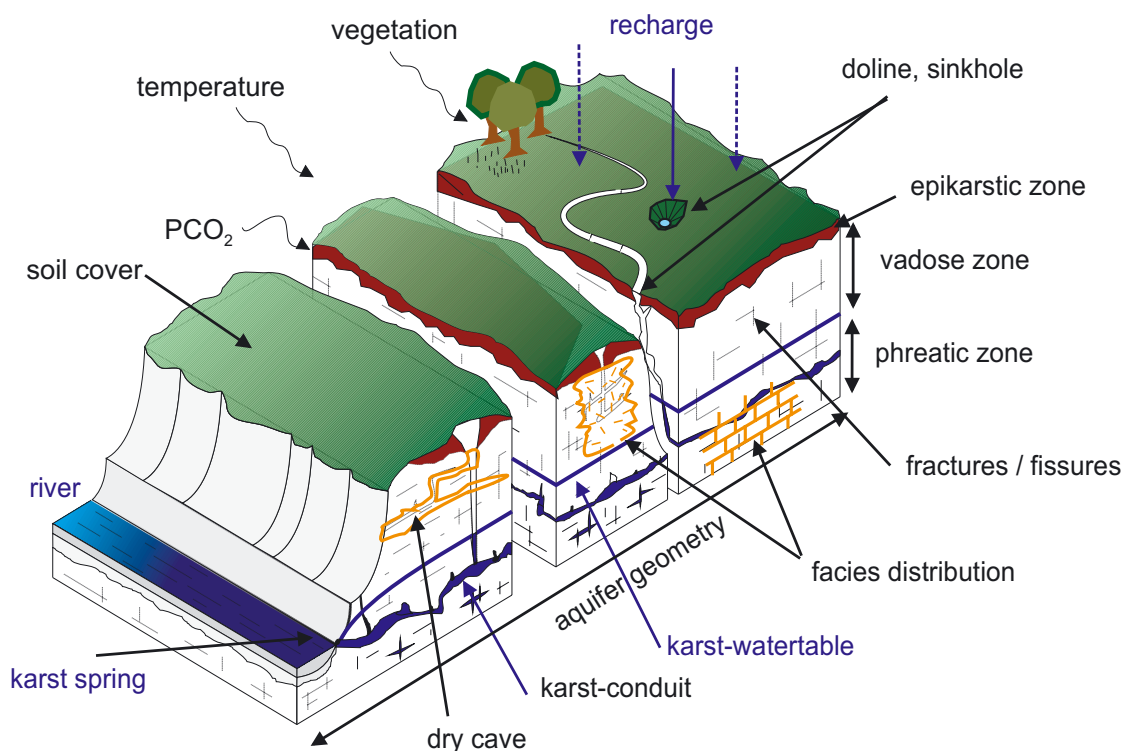 vegetation
recharge
doline, sinkhole
temperature
epikarstic zone
PCO₂
vadose zone
soil cover
phreatic zone
fractures / fissures
river
facies distribution
aquifer geometry
karst-watertable
karst spring
karst-conduit
dry cave